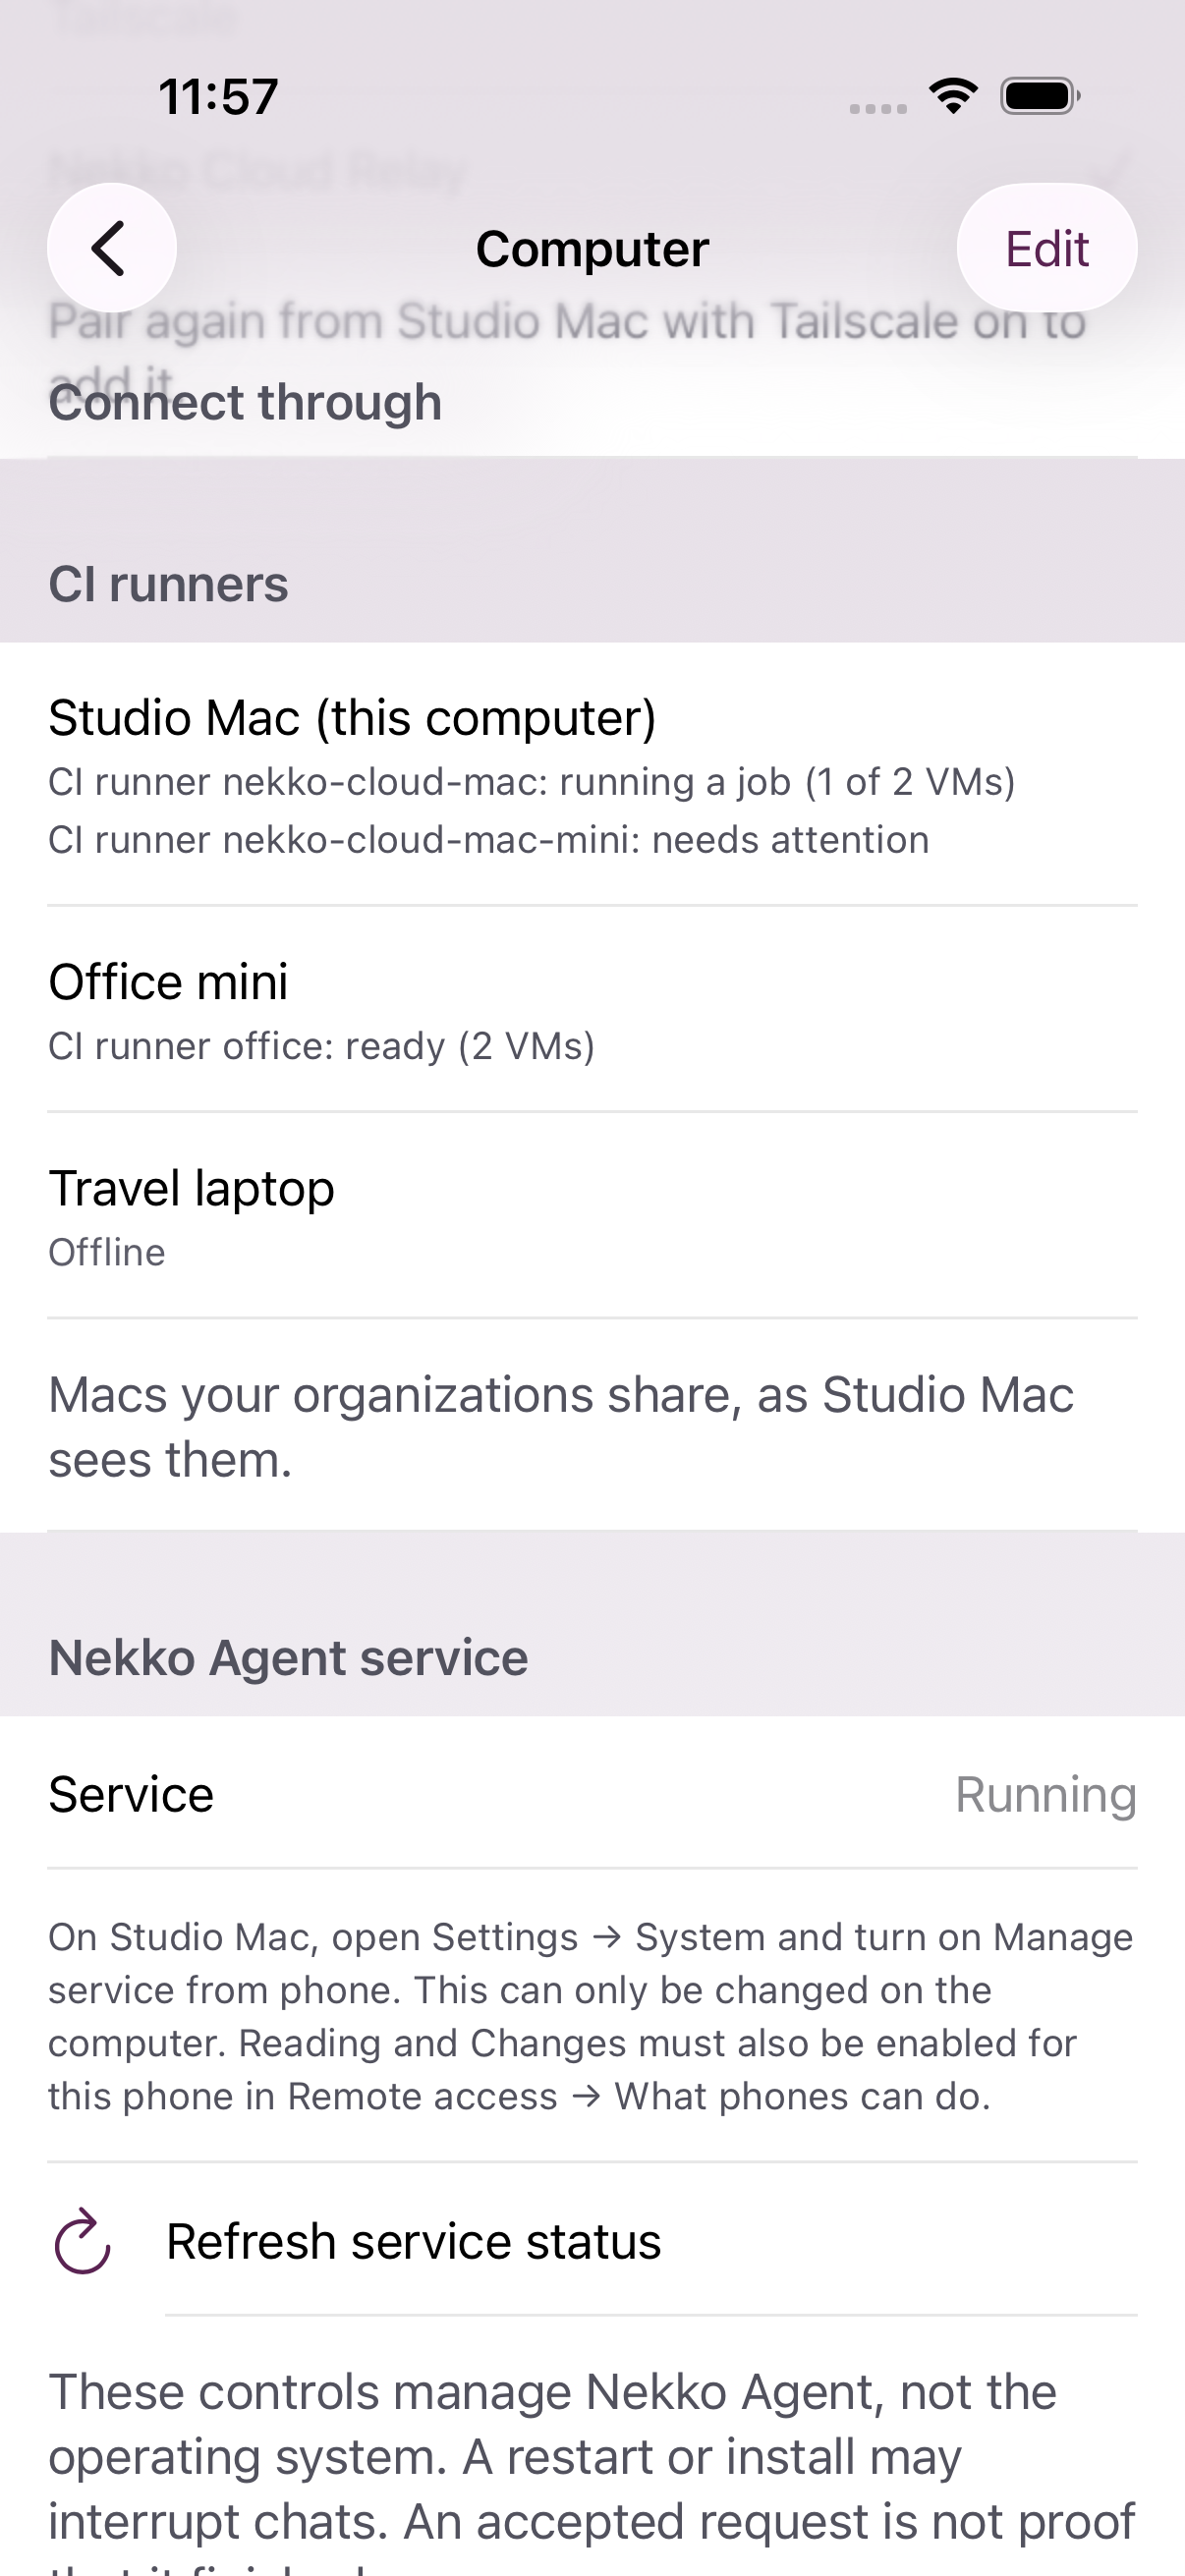 Tailscale
11:57
Nekko Cloud Relay
Computer
Edit
Pair again from Studio Mac with Tailscale on to
add it.
Connect through
CI runners
Studio Mac (this computer)
CI runner nekko-cloud-mac: running a job (1 of 2 VMs)
CI runner nekko-cloud-mac-mini: needs attention
Office mini
CI runner office: ready (2 VMs)
Travel laptop
Offline
Macs your organizations share, as Studio Mac
sees them.
Nekko Agent service
Service
Running
On Studio Mac, open Settings → System and turn on Manage
service from phone. This can only be changed on the
computer. Reading and Changes must also be enabled for
this phone in Remote access → What phones can do.
Refresh service status
These controls manage Nekko Agent, not the
operating system. A restart or install may
interrupt chats. An accepted request is not proof